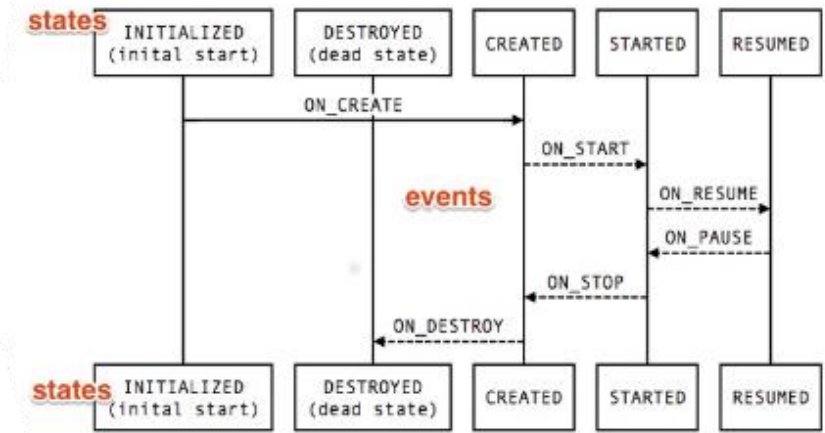 states
INITIALIZED
(inital start)
DESTROYED
(dead state)
CREATED
STARTED
RESUMED
ON_CREATE
ON_START
events
ON_RESUME
ON_PAUSE
ON_STOP
ON_DESTROY
states
INITIALIZED
(inital start)
DESTROYED
(dead state)
CREATED
STARTED
RESUMED